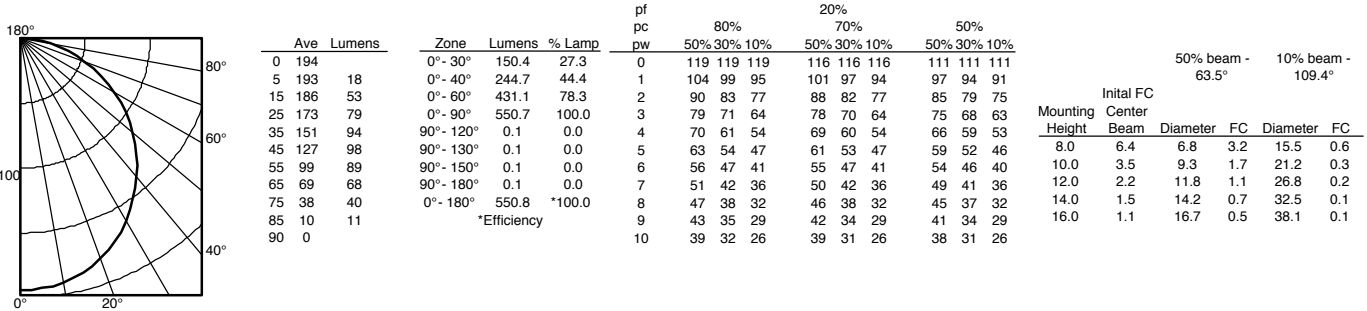 180°
80°
60°
40°
20°
0°
100
Ave Lumens
0 194
5 193 18
15 186 53
25 173 79
35 151 94
45 127 98
55 99 89
65 69 68
75 38 40
85 10 11
90 0
Zone Lumens % Lamp
0°- 30° 150.4 27.3
0°- 40° 244.7 44.4
0°- 60° 431.1 78.3
0°- 90° 550.7 100.0
90°- 120° 0.1 0.0
90°- 130° 0.1 0.0
90°- 150° 0.1 0.0
90°- 180° 0.1 0.0
0°- 180° 550.8 *100.0
*Efficiency
pf 20%
pc 80% 70% 50%
pw 50% 30% 10% 50% 30% 10% 50% 30% 10%
0 119 119 119 116 116 116 111 111 111
1 104 99 95 101 97 94 97 94 91
2 90 83 77 88 82 77 85 79 75
3 79 71 64 78 70 64 75 68 63
4 70 61 54 69 60 54 66 59 53
5 63 54 47 61 53 47 59 52 46
6 56 47 41 55 47 41 54 46 40
7 51 42 36 50 42 36 49 41 36
8 47 38 32 46 38 32 45 37 32
9 43 35 29 42 34 29 41 34 29
10 39 32 26 39 31 26 38 31 26
50% beam - 10% beam -
63.5° 109.4°
Inital FC
Mounting Center
Height Beam Diameter FC Diameter FC
8.0 6.4 6.8 3.2 15.5 0.6
10.0 3.5 9.3 1.7 21.2 0.3
12.0 2.2 11.8 1.1 26.8 0.2
14.0 1.5 14.2 0.7 32.5 0.1
16.0 1.1 16.7 0.5 38.1 0.1